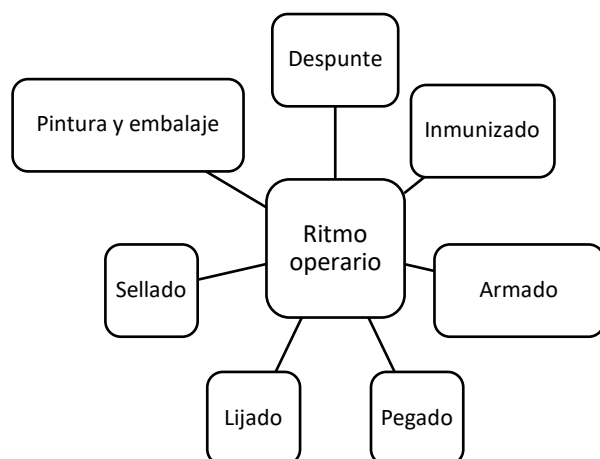 Despunte
Pintura y embalaje
Inmunizado
Ritmo
operario
Sellado
Armado
Lijado
Pegado